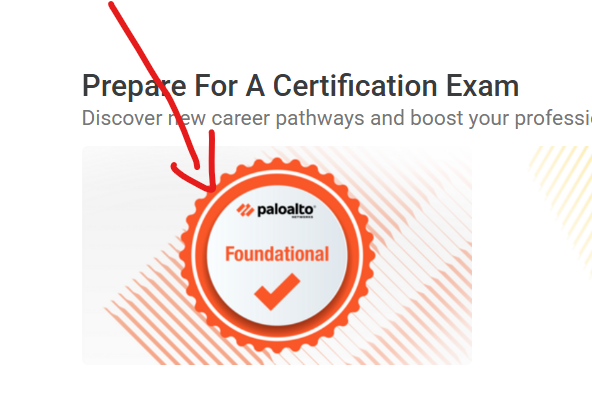 Prepare For A Certification Exam
Discover new career pathways and boost your professi
paloalto
NETWORKS
Foundational